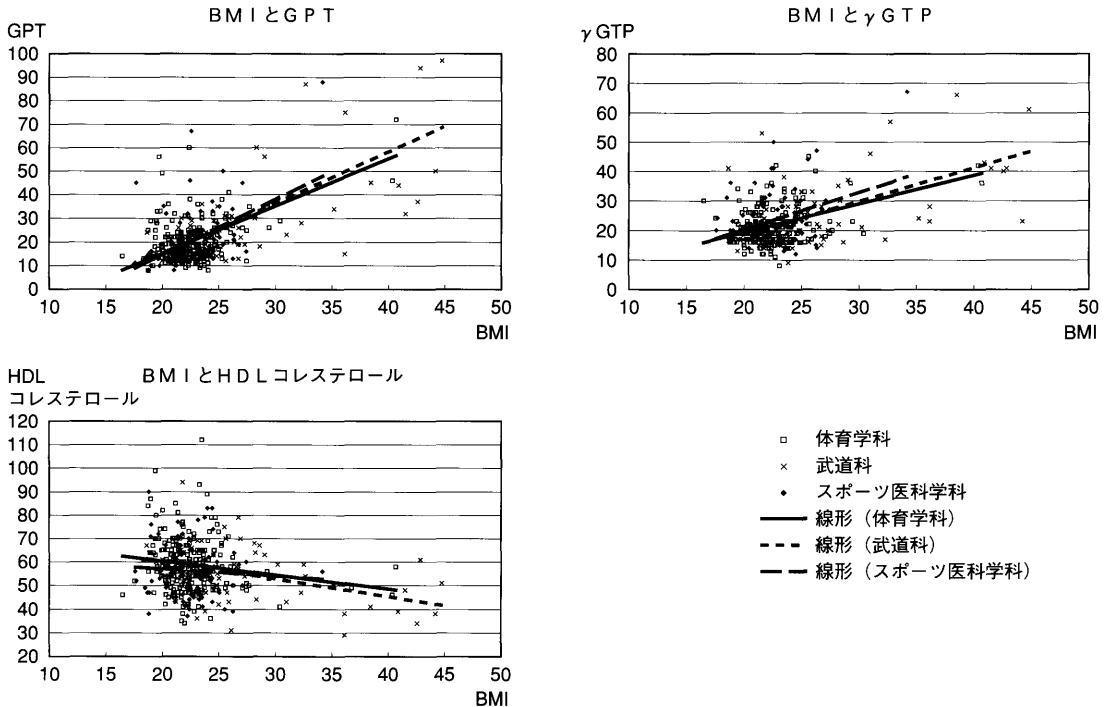 BMIとGPT
GPT
100
90
80
70
60
50
40
30
20
10
0
10 15 20 25 30 35 40 45 50
BMI
BMIとγGTP
γGTP
80
70
60
50
40
30
20
10
0
10 15 20 25 30 35 40 45 50
BMI
BMIとHDLコレステロール
HDL
コレステロール
120
110
100
90
80
70
60
50
40
30
20
10 15 20 25 30 35 40 45 50
BMI
体育学科
武道科
スポーツ医科学科
線形（体育学科）
線形（武道科）
線形（スポーツ医科学科）